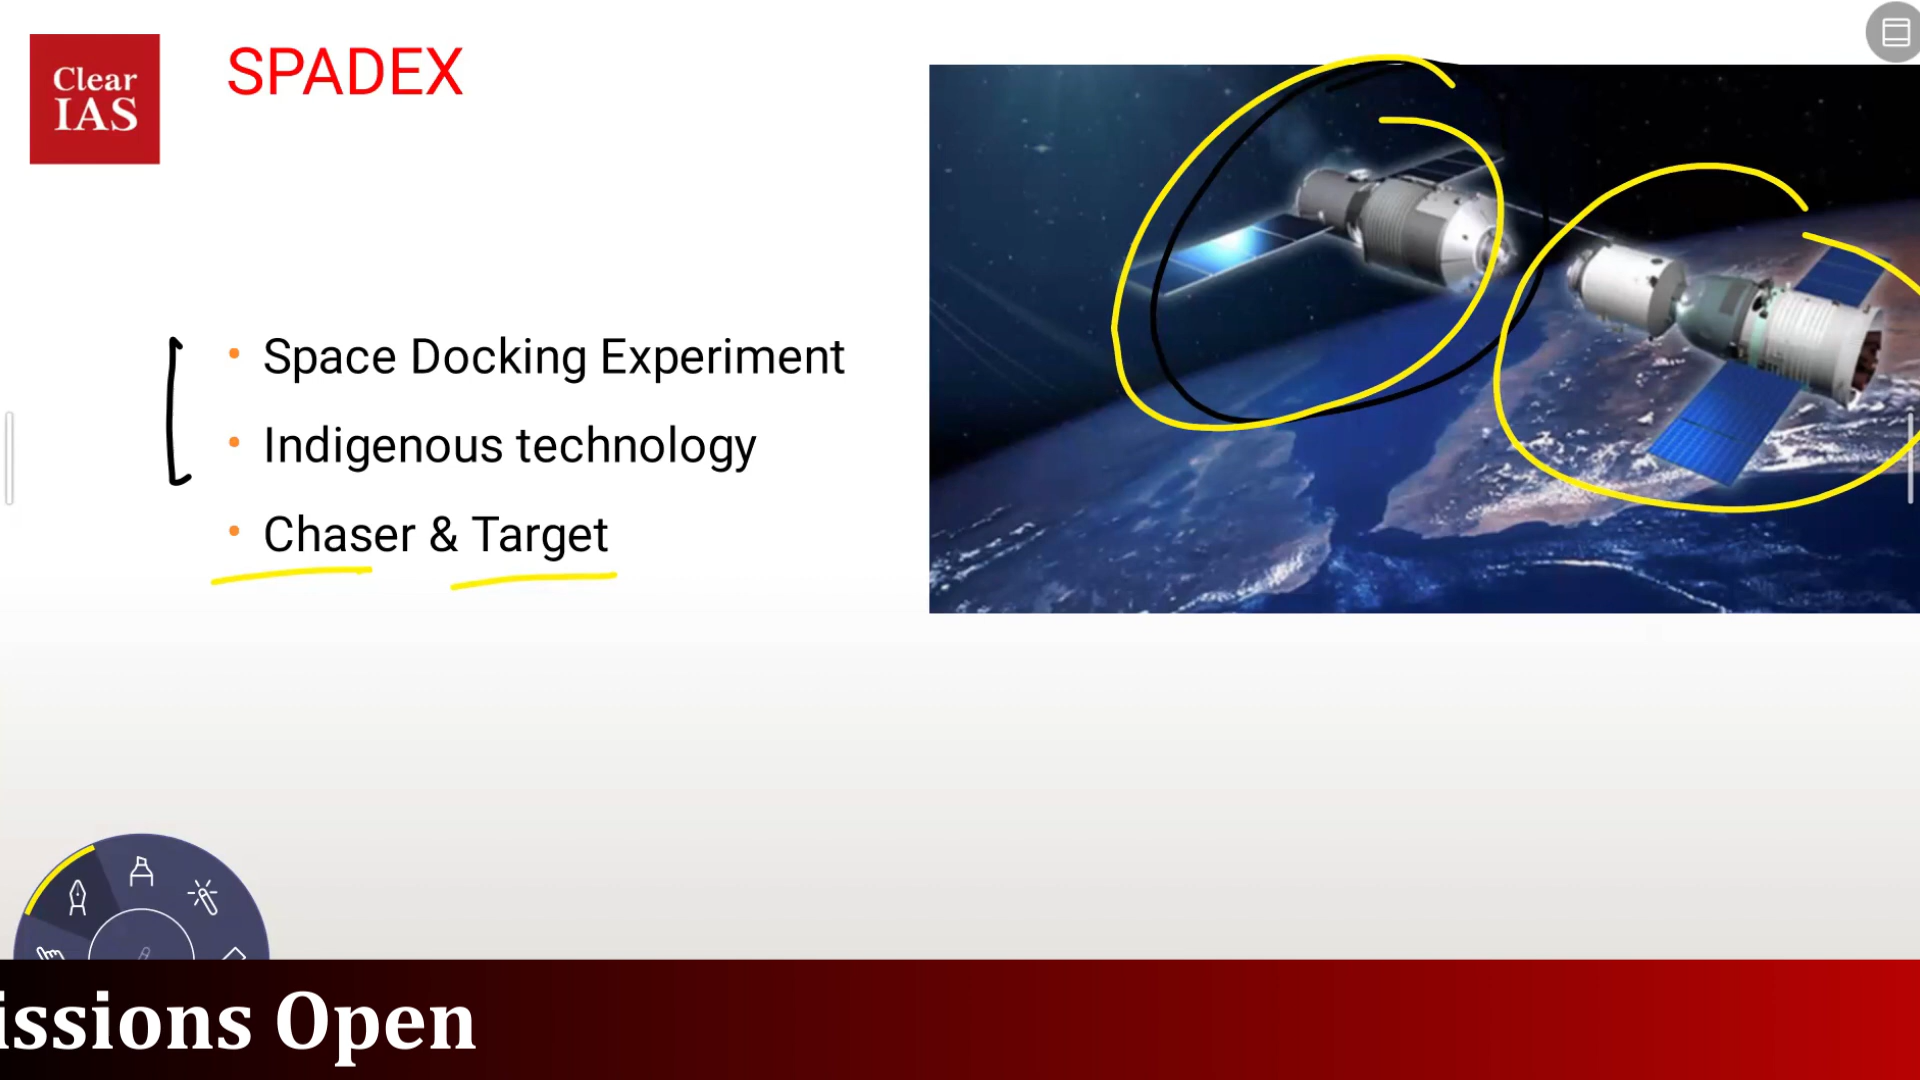 Clear
IAS
SPADEX
• Space Docking Experiment
• Indigenous technology
• Chaser & Target
issions Open